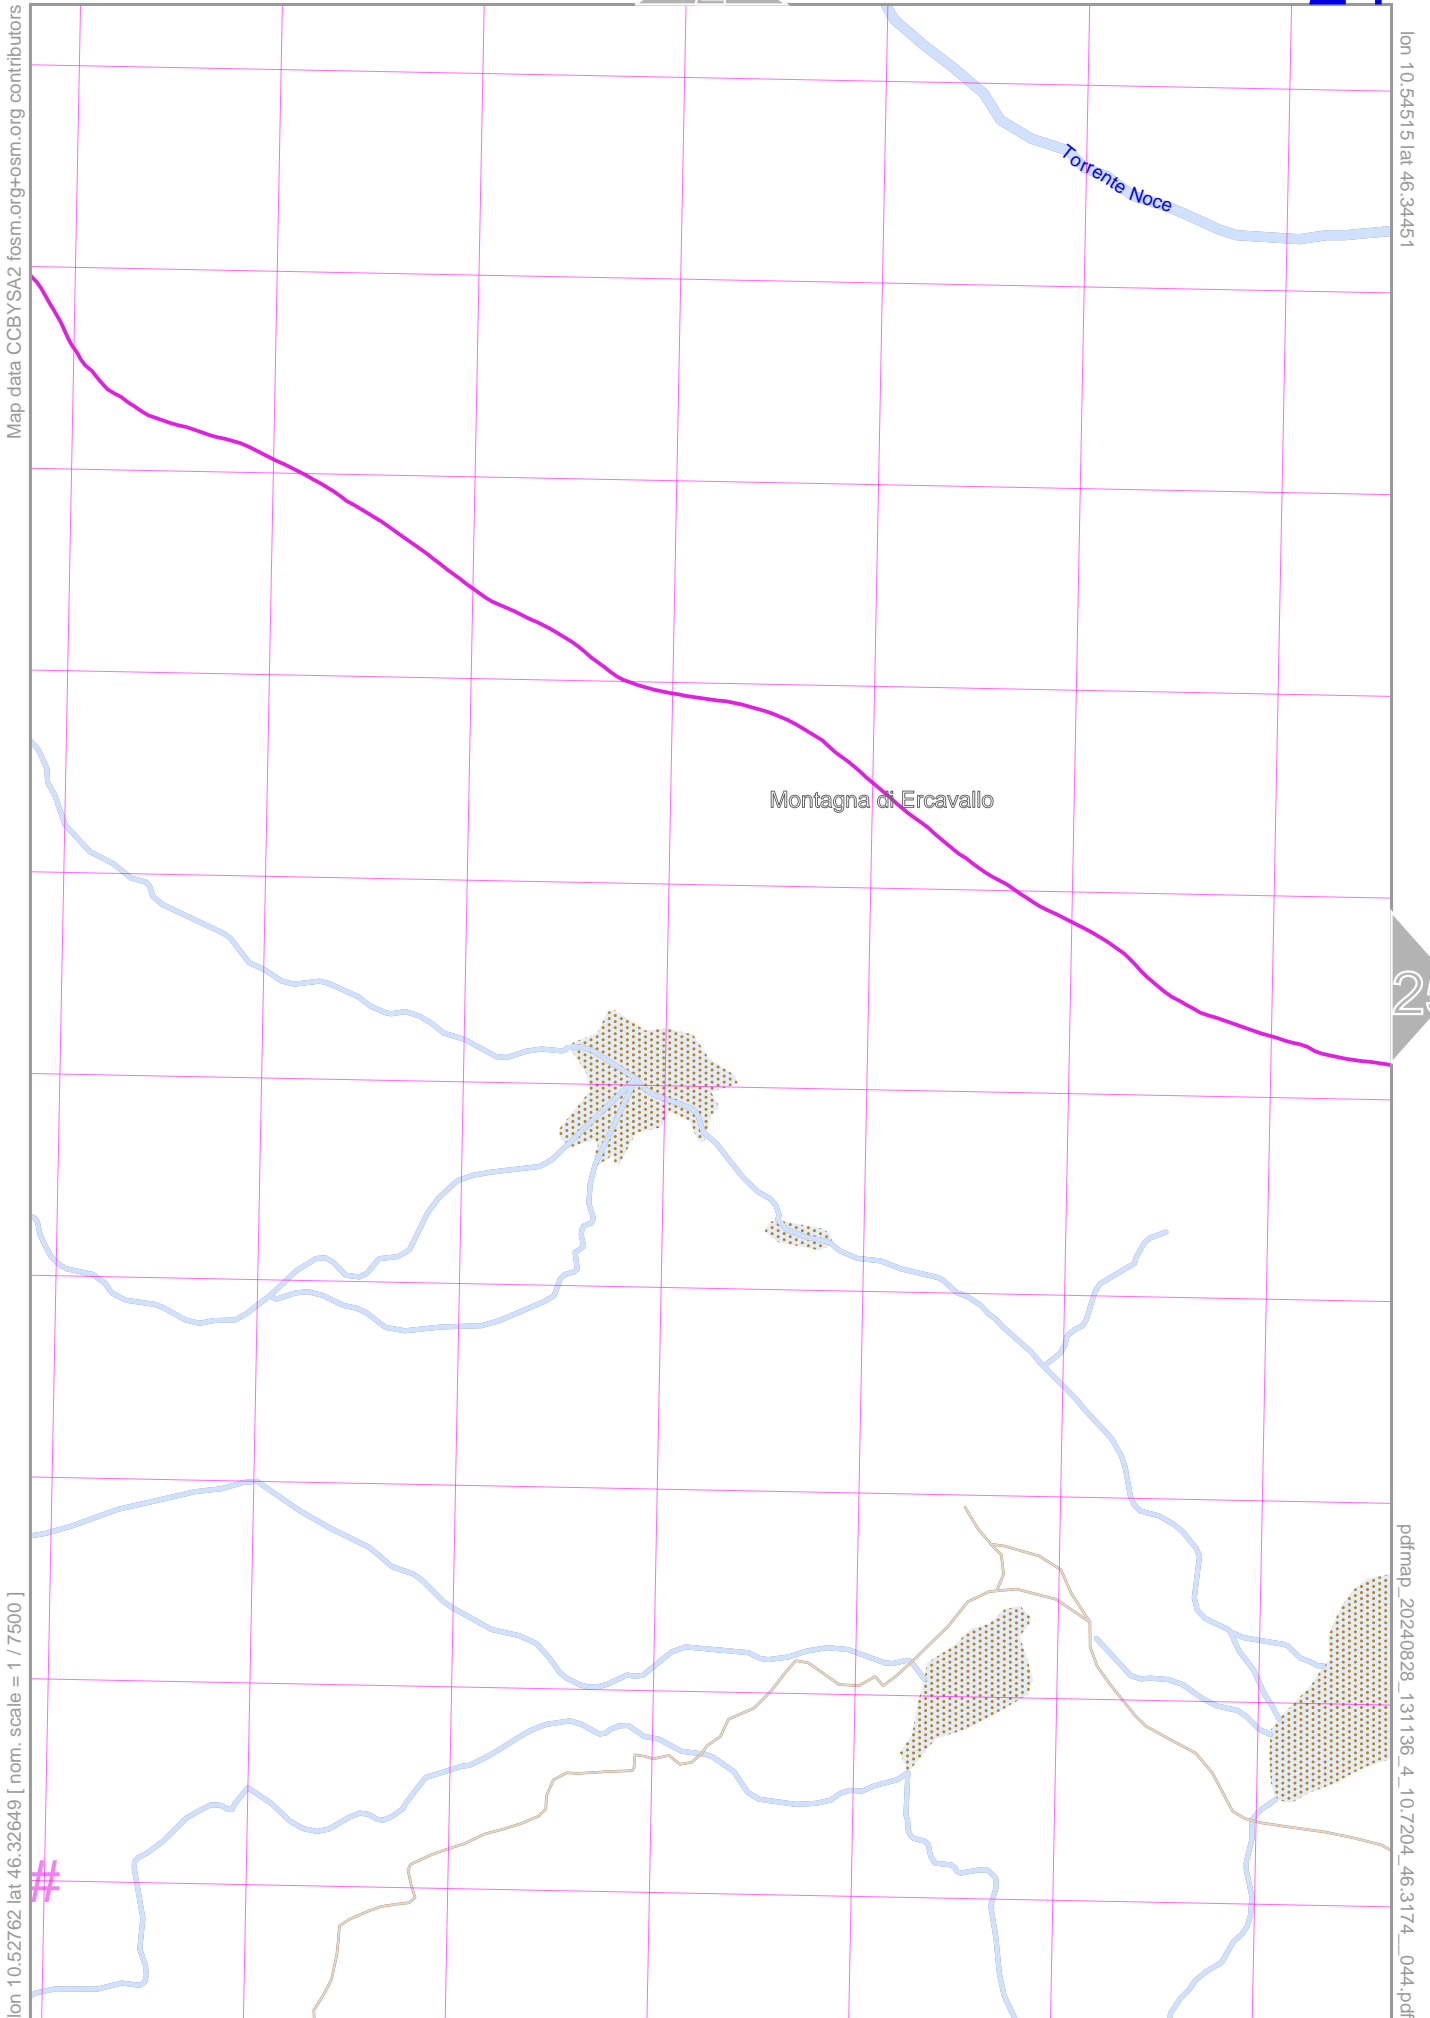 Map data CCBYSA2 fosm.org+osm.org contributors
lon 10.54515 lat 46.34451
Torrente Noce
Montagna di Ercavallo
lon 10.52762 lat 46.32649 [ nom. scale = 1 / 7500 ]
pdfmap_20240828_131136_4_10.7204_46.3174__044.pdf
#